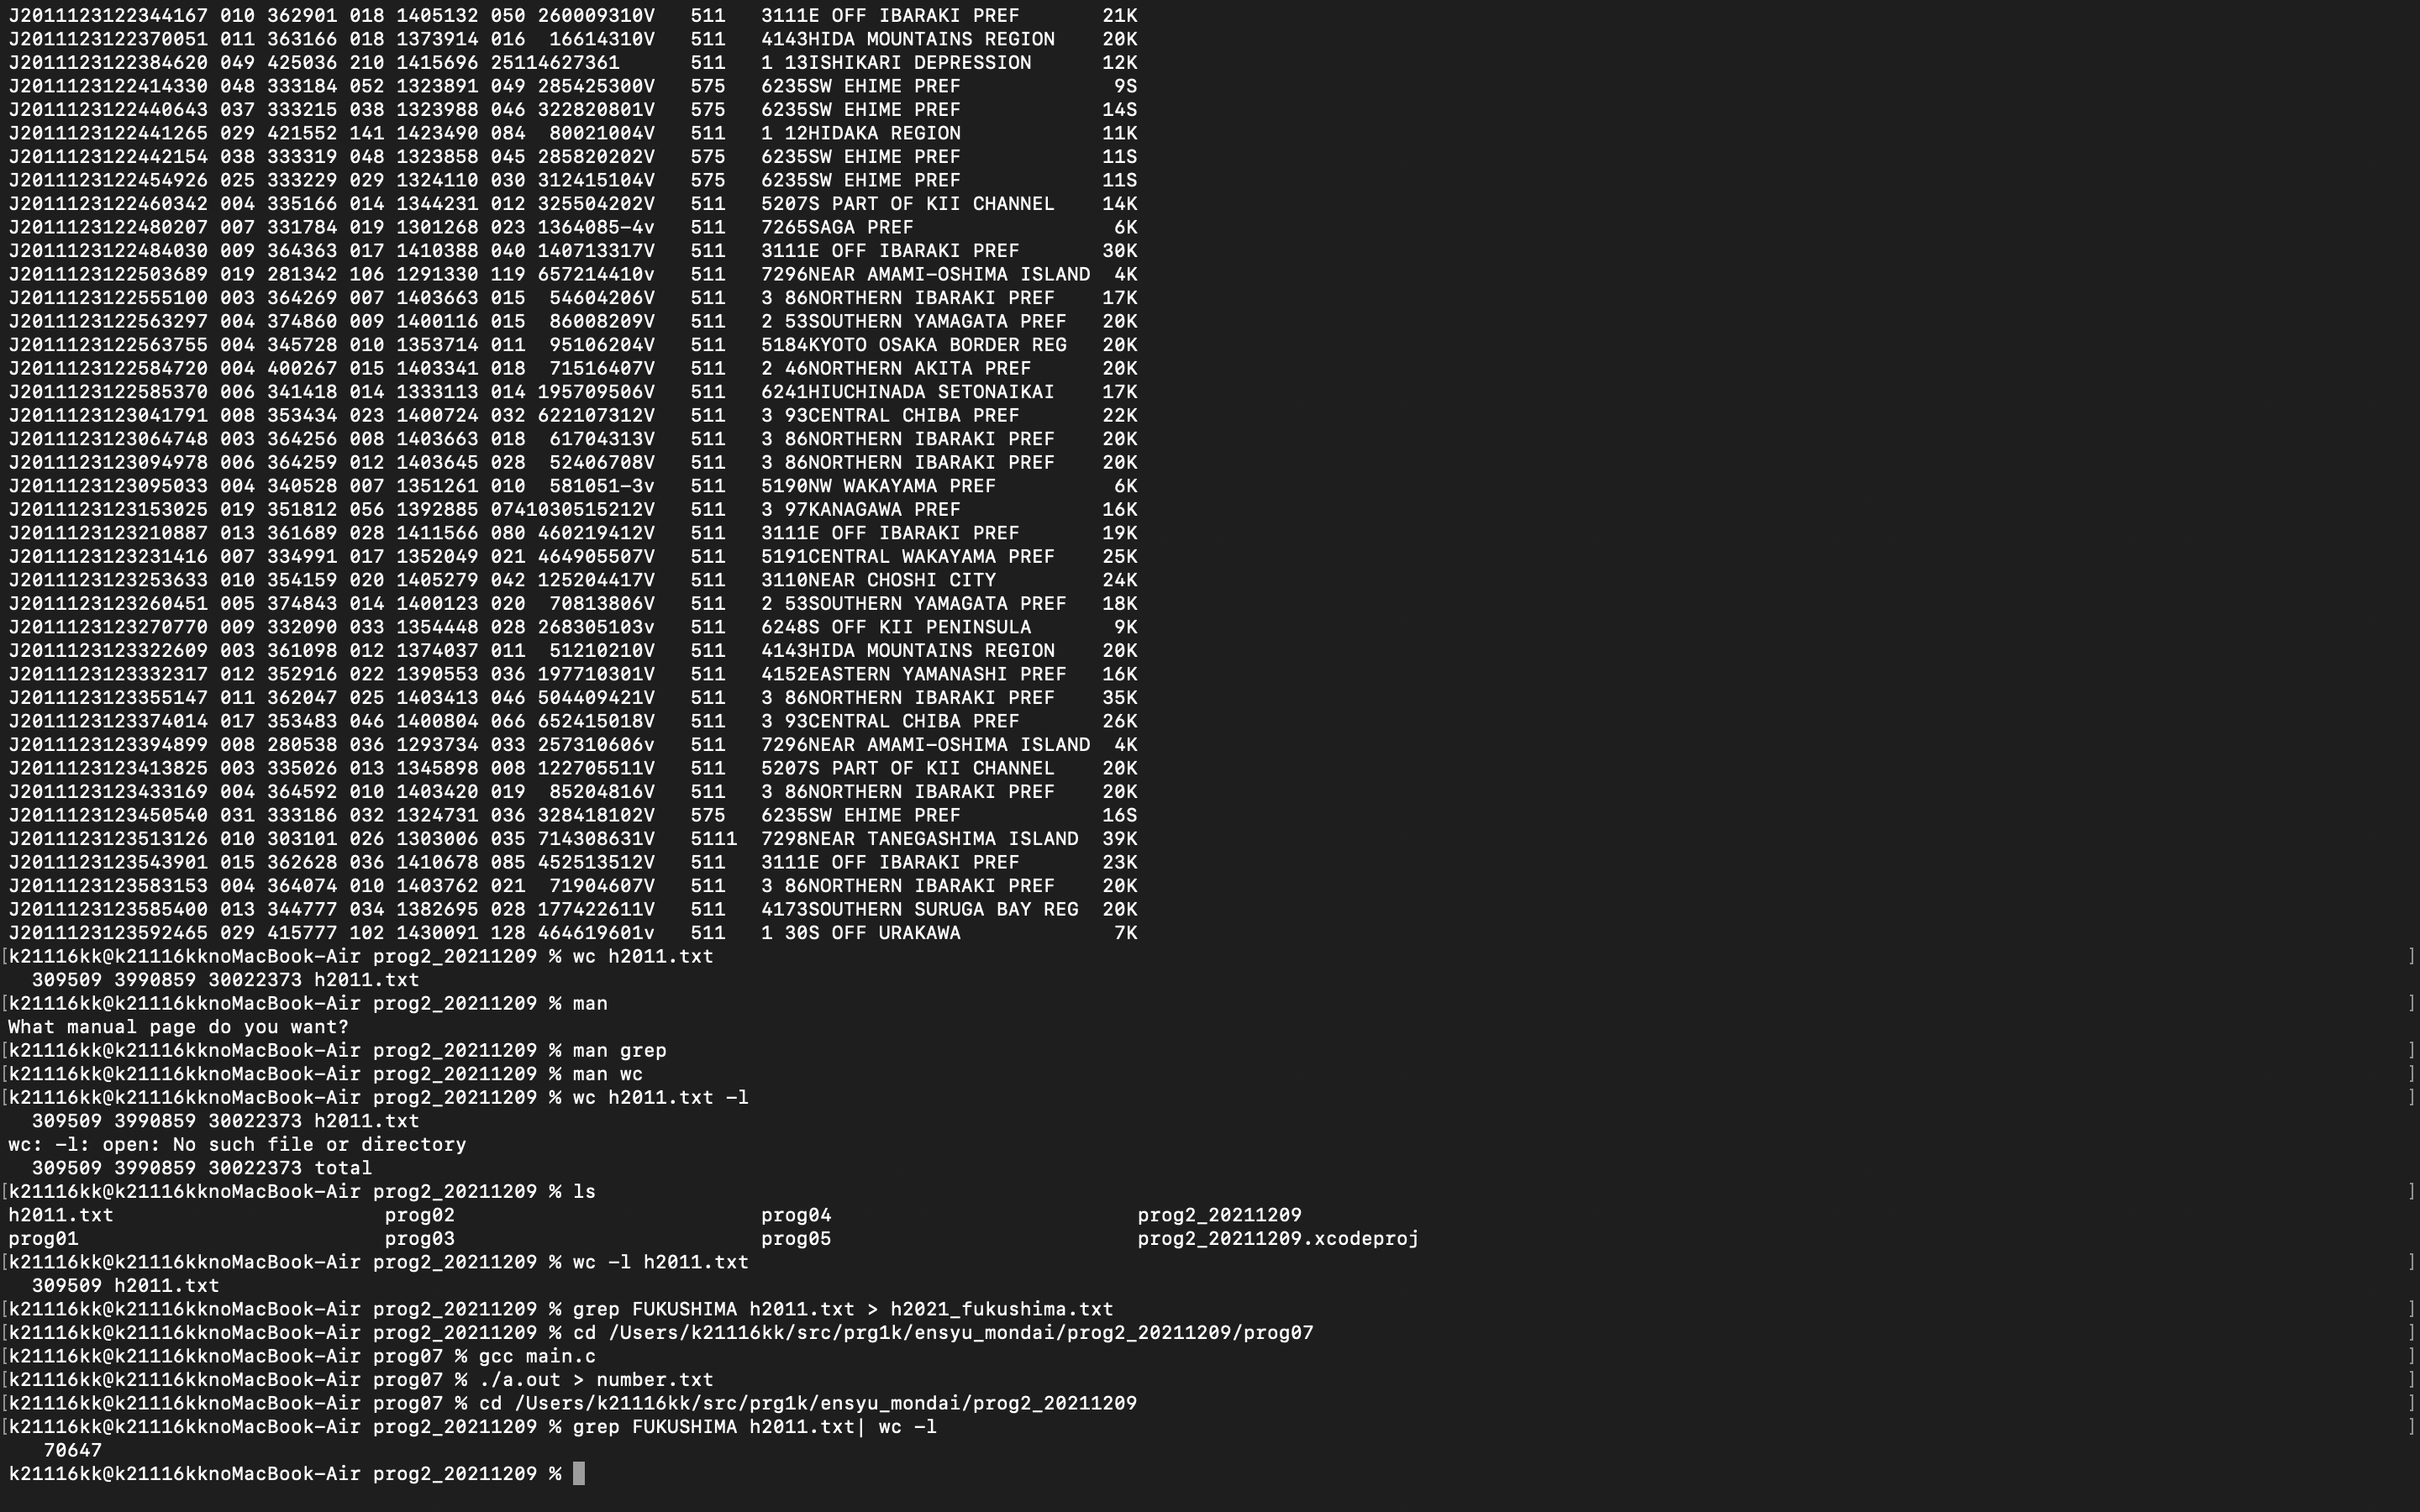 J2011123122344167 010 362901 018 1405132 050 260009310V   511   3111E OFF IBARAKI PREF       21K
J2011123122370051 011 363166 018 1373914 016  16614310V   511   4143HIDA MOUNTAINS REGION    20K
J2011123122384620 049 425036 210 1415696 25114627361      511   1 13ISHIKARI DEPRESSION      12K
J2011123122414330 048 333184 052 1323891 049 285425300V   575   6235SW EHIME PREF             9S
J2011123122440643 037 333215 038 1323988 046 322820801V   575   6235SW EHIME PREF            14S
J2011123122441265 029 421552 141 1423490 084  80021004V   511   1 12HIDAKA REGION            11K
J2011123122442154 038 333319 048 1323858 045 285820202V   575   6235SW EHIME PREF            11S
J2011123122454926 025 333229 029 1324110 030 312415104V   575   6235SW EHIME PREF            11S
J2011123122460342 004 335166 014 1344231 012 325504202V   511   5207S PART OF KII CHANNEL    14K
J2011123122480207 007 331784 019 1301268 023 1364085-4v   511   7265SAGA PREF                 6K
J2011123122484030 009 364363 017 1410388 040 140713317V   511   3111E OFF IBARAKI PREF       30K
J2011123122503689 019 281342 106 1291330 119 657214410v   511   7296NEAR AMAMI-OSHIMA ISLAND  4K
J2011123122555100 003 364269 007 1403663 015  54604206V   511   3 86NORTHERN IBARAKI PREF    17K
J2011123122563297 004 374860 009 1400116 015  86008209V   511   2 53SOUTHERN YAMAGATA PREF   20K
J2011123122563755 004 345728 010 1353714 011  95106204V   511   5184KYOTO OSAKA BORDER REG   20K
J2011123122584720 004 400267 015 1403341 018  71516407V   511   2 46NORTHERN AKITA PREF      20K
J2011123122585370 006 341418 014 1333113 014 195709506V   511   6241HIUCHINADA SETONAIKAI    17K
J2011123123041791 008 353434 023 1400724 032 622107312V   511   3 93CENTRAL CHIBA PREF       22K
J2011123123064748 003 364256 008 1403663 018  61704313V   511   3 86NORTHERN IBARAKI PREF    20K
J2011123123094978 006 364259 012 1403645 028  52406708V   511   3 86NORTHERN IBARAKI PREF    20K
J2011123123095033 004 340528 007 1351261 010  581051-3v   511   5190NW WAKAYAMA PREF          6K
J2011123123153025 019 351812 056 1392885 0741030515212V   511   3 97KANAGAWA PREF            16K
J2011123123210887 013 361689 028 1411566 080 460219412V   511   3111E OFF IBARAKI PREF       19K
J2011123123231416 007 334991 017 1352049 021 464905507V   511   5191CENTRAL WAKAYAMA PREF    25K
J2011123123253633 010 354159 020 1405279 042 125204417V   511   3110NEAR CHOSHI CITY         24K
J2011123123260451 005 374843 014 1400123 020  70813806V   511   2 53SOUTHERN YAMAGATA PREF   18K
J2011123123270770 009 332090 033 1354448 028 268305103v   511   6248S OFF KII PENINSULA       9K
J2011123123322609 003 361098 012 1374037 011  51210210V   511   4143HIDA MOUNTAINS REGION    20K
J2011123123332317 012 352916 022 1390553 036 197710301V   511   4152EASTERN YAMANASHI PREF   16K
J2011123123355147 011 362047 025 1403413 046 504409421V   511   3 86NORTHERN IBARAKI PREF    35K
J2011123123374014 017 353483 046 1400804 066 652415018V   511   3 93CENTRAL CHIBA PREF       26K
J2011123123394899 008 280538 036 1293734 033 257310606v   511   7296NEAR AMAMI-OSHIMA ISLAND  4K
J2011123123413825 003 335026 013 1345898 008 122705511V   511   5207S PART OF KII CHANNEL    20K
J2011123123433169 004 364592 010 1403420 019  85204816V   511   3 86NORTHERN IBARAKI PREF    20K
J2011123123450540 031 333186 032 1324731 036 328418102V   575   6235SW EHIME PREF            16S
J2011123123513126 010 303101 026 1303006 035 714308631V   5111  7298NEAR TANEGASHIMA ISLAND  39K
J2011123123543901 015 362628 036 1410678 085 452513512V   511   3111E OFF IBARAKI PREF       23K
J2011123123583153 004 364074 010 1403762 021  71904607V   511   3 86NORTHERN IBARAKI PREF    20K
J2011123123585400 013 344777 034 1382695 028 177422611V   511   4173SOUTHERN SURUGA BAY REG  20K
J2011123123592465 029 415777 102 1430091 128 464619601v   511   1 30S OFF URAKAWA             7K
[k21116kk@k21116kknoMacBook-Air prog2_20211209 % wc h2011.txt ]
  309509 3990859 30022373 h2011.txt
[k21116kk@k21116kknoMacBook-Air prog2_20211209 % man ]
What manual page do you want?
[k21116kk@k21116kknoMacBook-Air prog2_20211209 % man grep ]
[k21116kk@k21116kknoMacBook-Air prog2_20211209 % man wc ]
[k21116kk@k21116kknoMacBook-Air prog2_20211209 % wc h2011.txt -l ]
  309509 3990859 30022373 h2011.txt
wc: -l: open: No such file or directory
  309509 3990859 30022373 total
[k21116kk@k21116kknoMacBook-Air prog2_20211209 % ls ]
h2011.txt                       prog02                          prog04                          prog2_20211209
prog01                          prog03                          prog05                          prog2_20211209.xcodeproj
[k21116kk@k21116kknoMacBook-Air prog2_20211209 % wc -l h2011.txt ]
  309509 h2011.txt
[k21116kk@k21116kknoMacBook-Air prog2_20211209 % grep FUKUSHIMA h2011.txt > h2021_fukushima.txt ]
[k21116kk@k21116kknoMacBook-Air prog2_20211209 % cd /Users/k21116kk/src/prg1k/ensyu_mondai/prog2_20211209/prog07 ]
[k21116kk@k21116kknoMacBook-Air prog07 % gcc main.c ]
[k21116kk@k21116kknoMacBook-Air prog07 % ./a.out > number.txt ]
[k21116kk@k21116kknoMacBook-Air prog07 % cd /Users/k21116kk/src/prg1k/ensyu_mondai/prog2_20211209 ]
[k21116kk@k21116kknoMacBook-Air prog2_20211209 % grep FUKUSHIMA h2011.txt| wc -l ]
   70647
k21116kk@k21116kknoMacBook-Air prog2_20211209 %